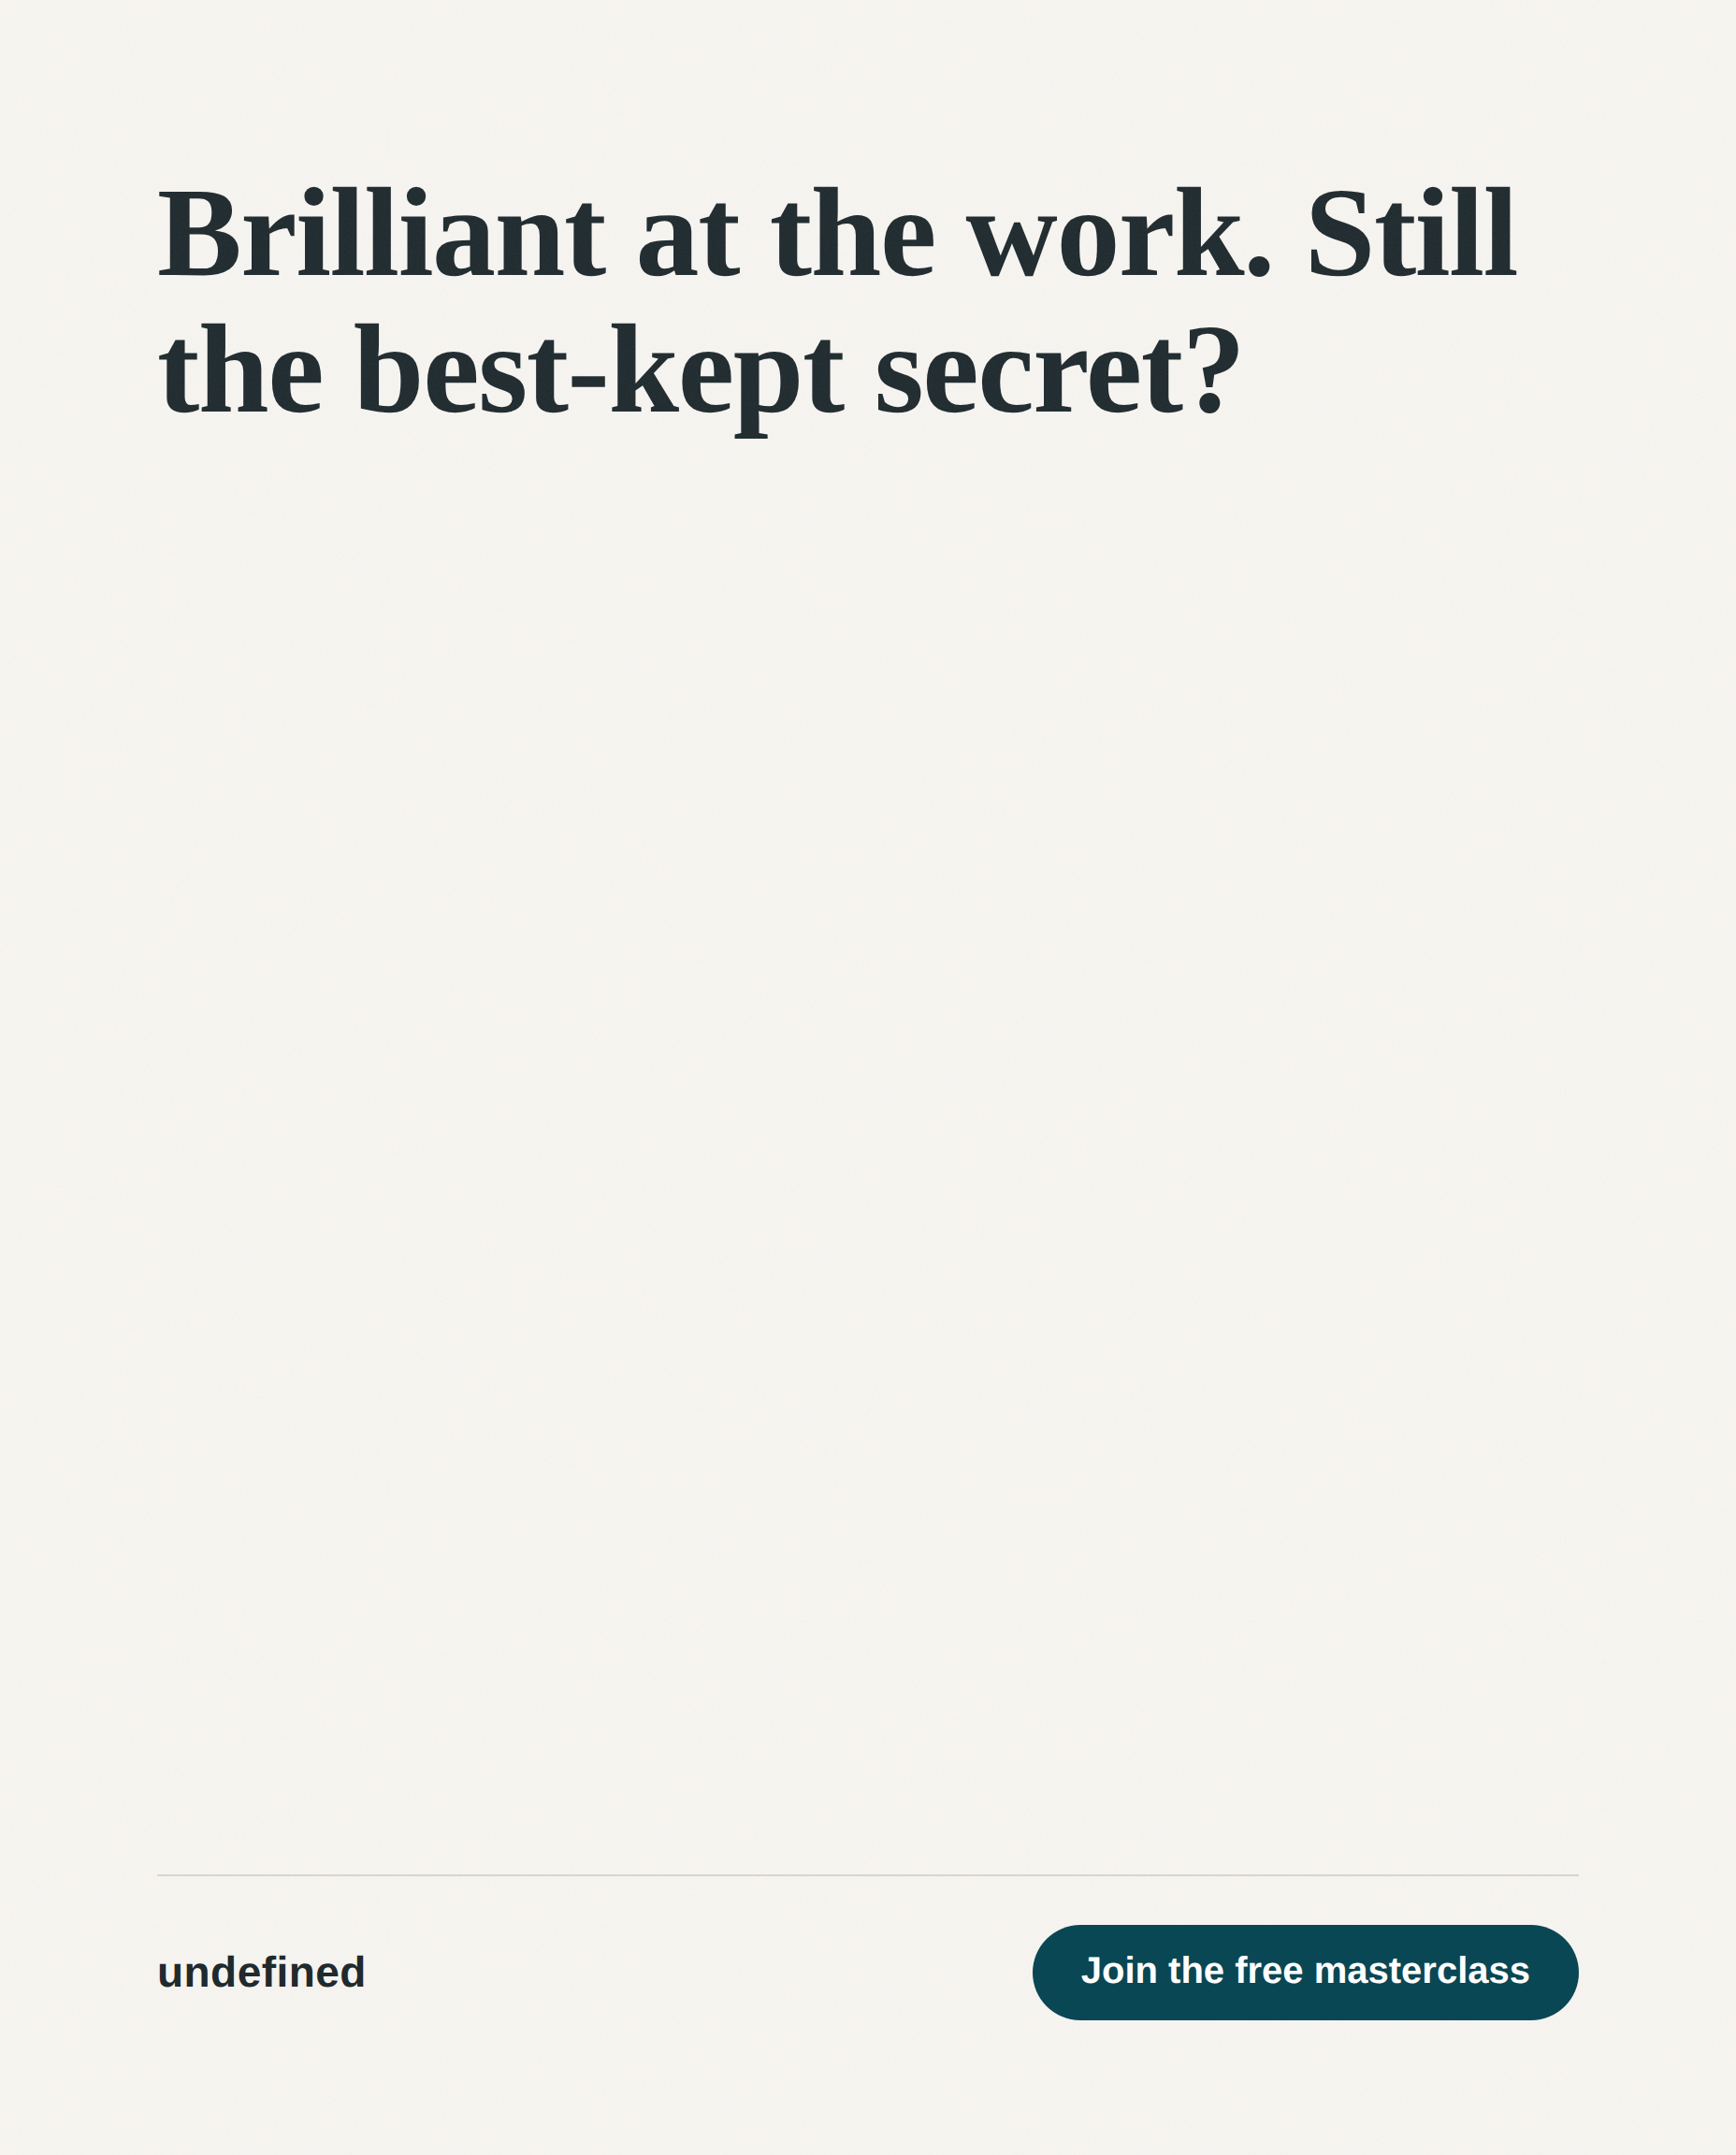 Brilliant at the work. Still
the best-kept secret?
undefined
Join the free masterclass